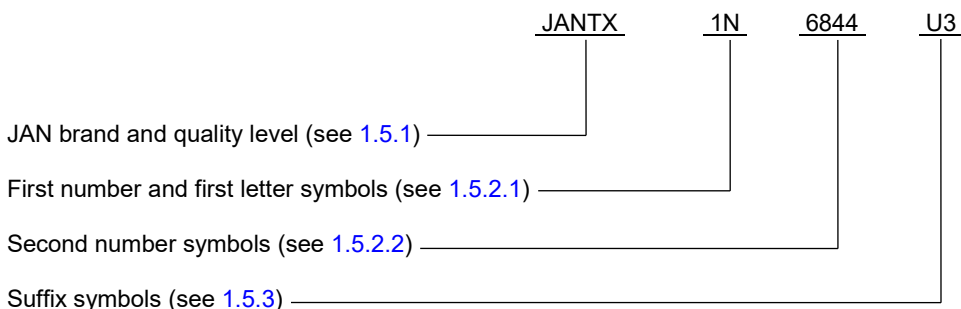 JANTX 1N 6844 U3
JAN brand and quality level (see 1.5.1)
First number and first letter symbols (see 1.5.2.1)
Second number symbols (see 1.5.2.2)
Suffix symbols (see 1.5.3)